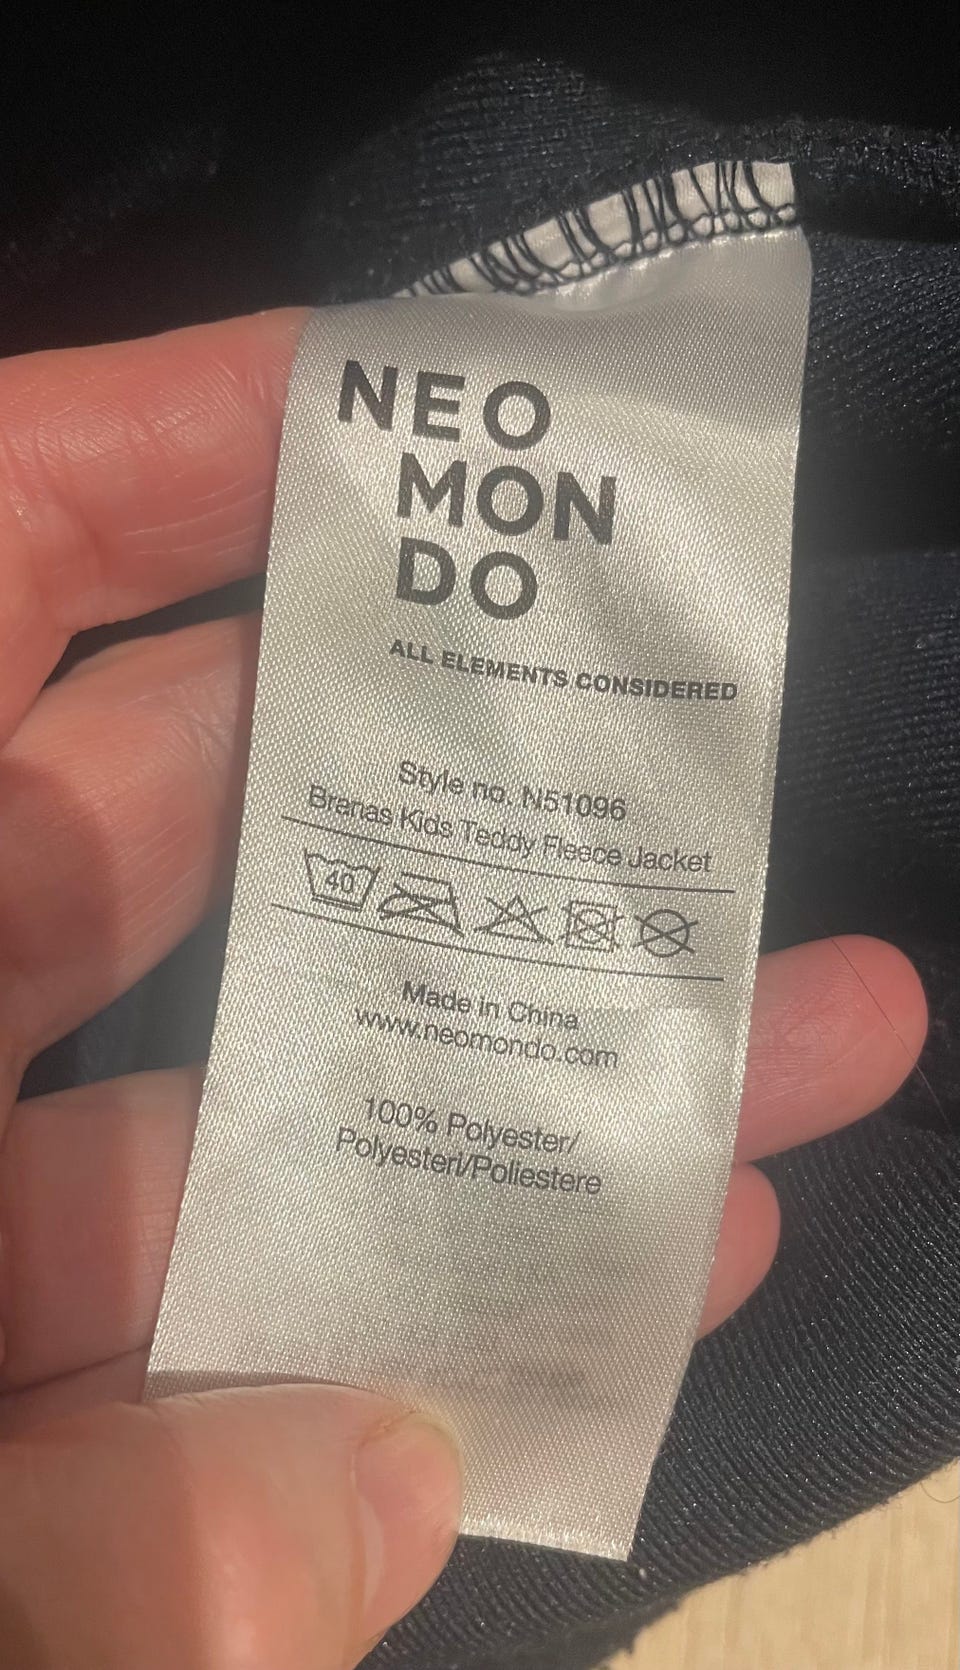 NEO
MON
DO
ALL ELEMENTS CONSIDERED
Style no. N51096
Brenas Kids Teddy Fleece Jacket
40
Made in China
www.neomondo.com
100% Polyester/
Polyesteri/Poliestere